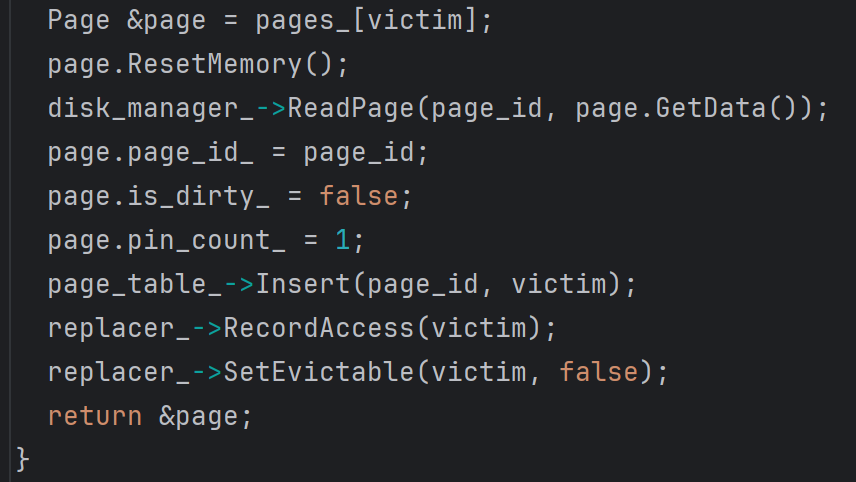 Page &page = pages_[victim];
page.ResetMemory();
disk_manager_->ReadPage(page_id, page.GetData());
page.page_id_ = page_id;
page.is_dirty_ = false;
page.pin_count_ = 1;
page_table_->Insert(page_id, victim);
replacer_->RecordAccess(victim);
replacer_->SetEvictable(victim, false);
return &page;
}